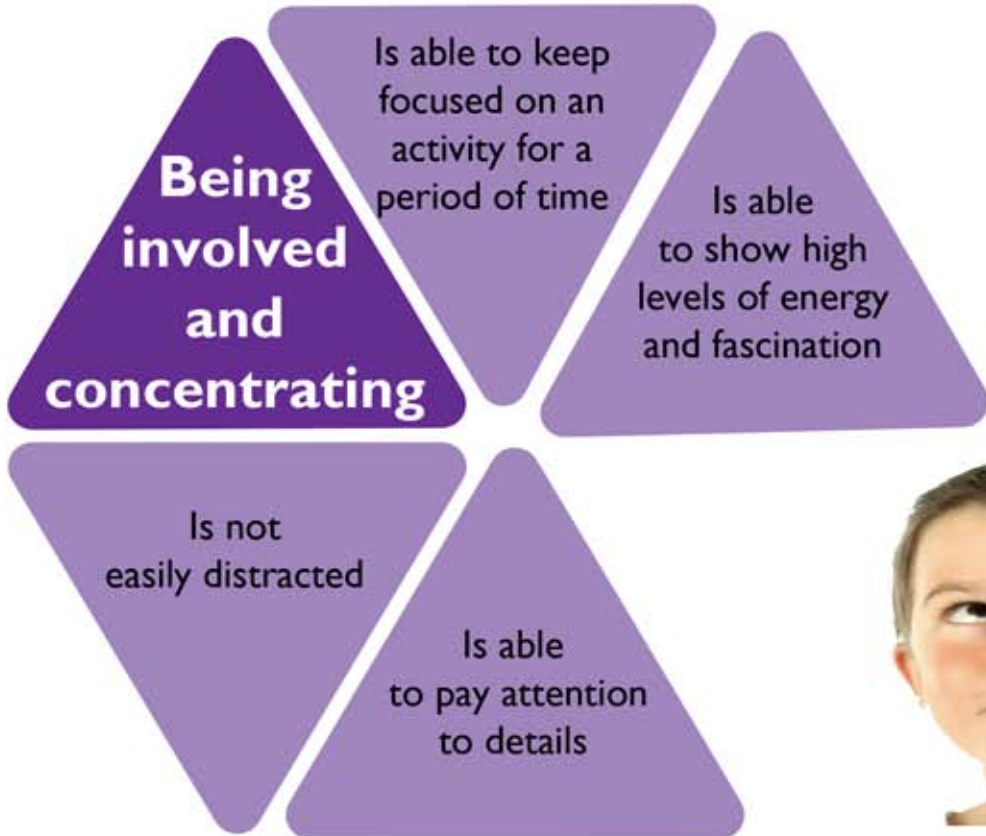 Being
involved
and
concentrating
Is able to keep
focused on an
activity for a
period of time
Is able
to show high
levels of energy
and fascination
Is not
easily distracted
Is able
to pay attention
to details